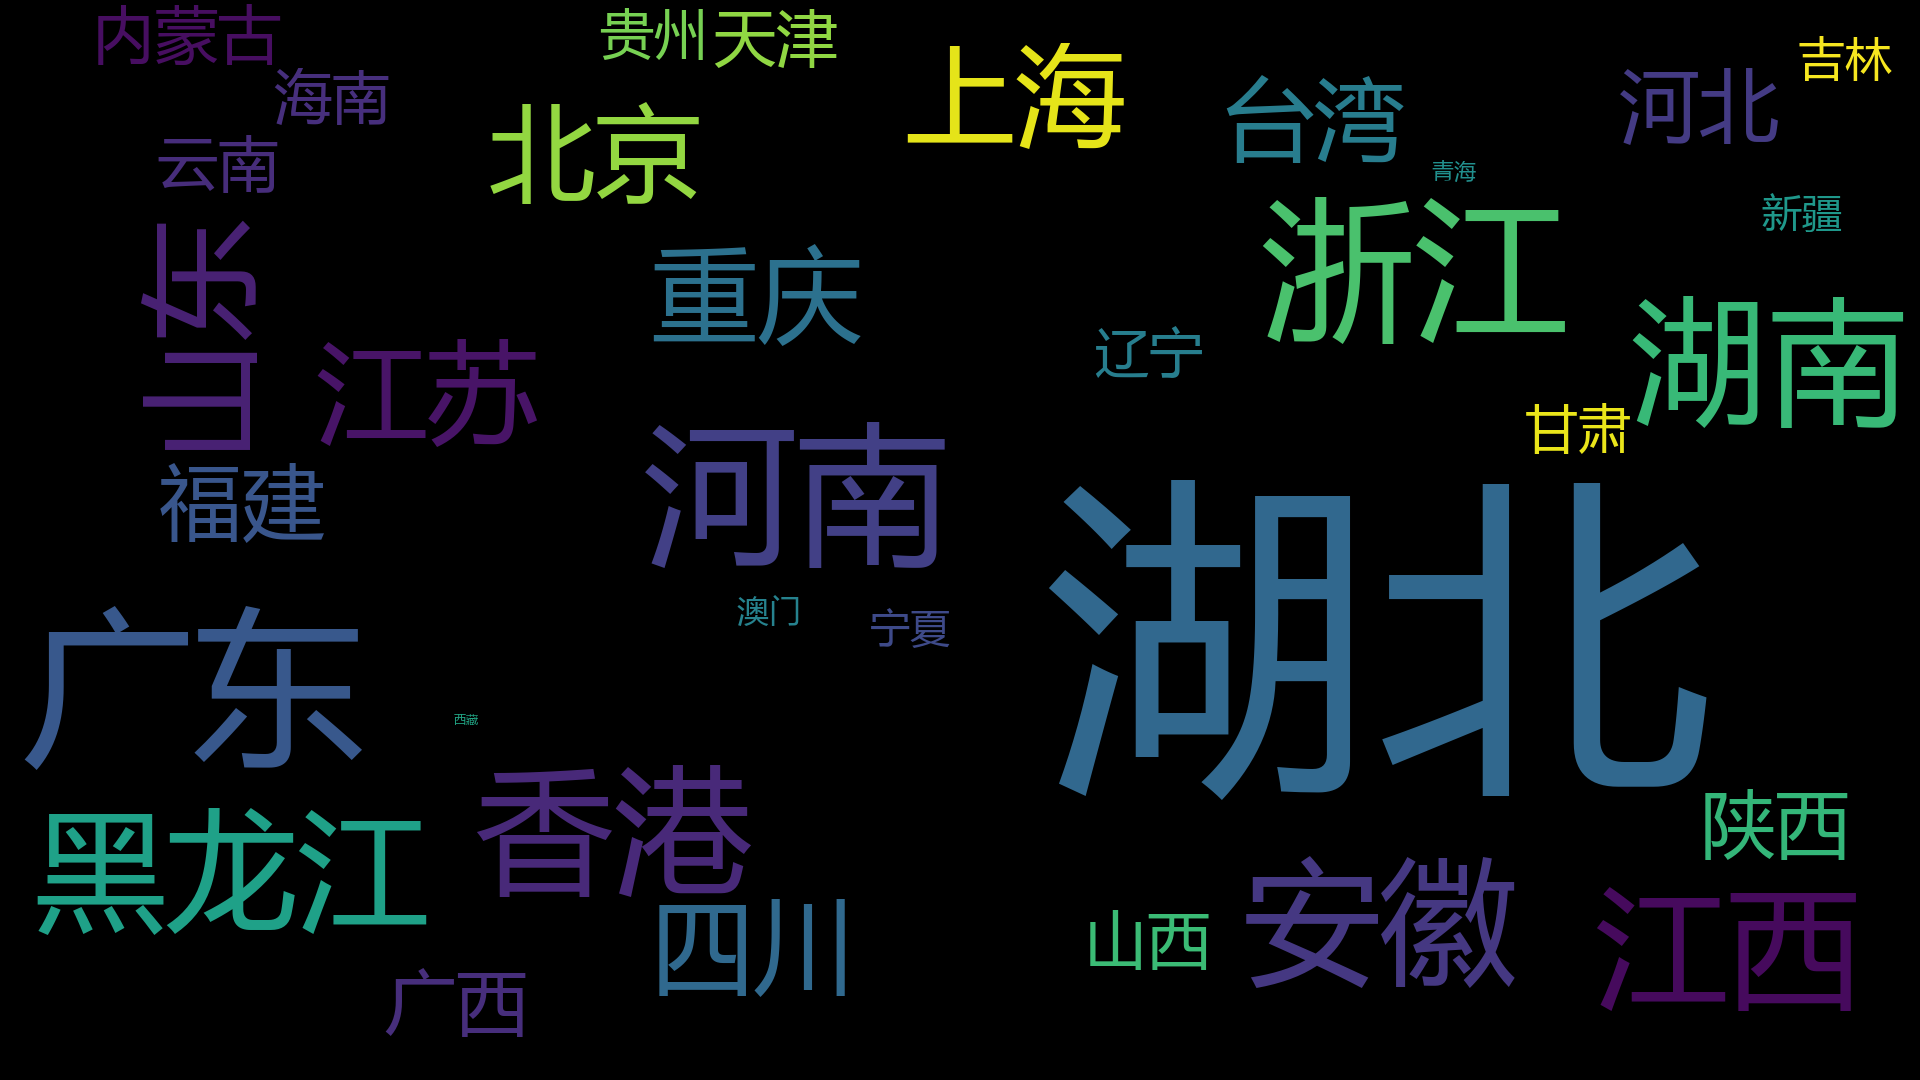 内蒙古
贵州
天津
上海
吉林
海南
北京
台湾
河北
云南
青海
新疆
山东
重庆
浙江
江苏
辽宁
湖南
福建
河南
甘肃
湖北
澳门
宁夏
广东
西藏
香港
黑龙江
陕西
四川
安徽
江西
山西
广西